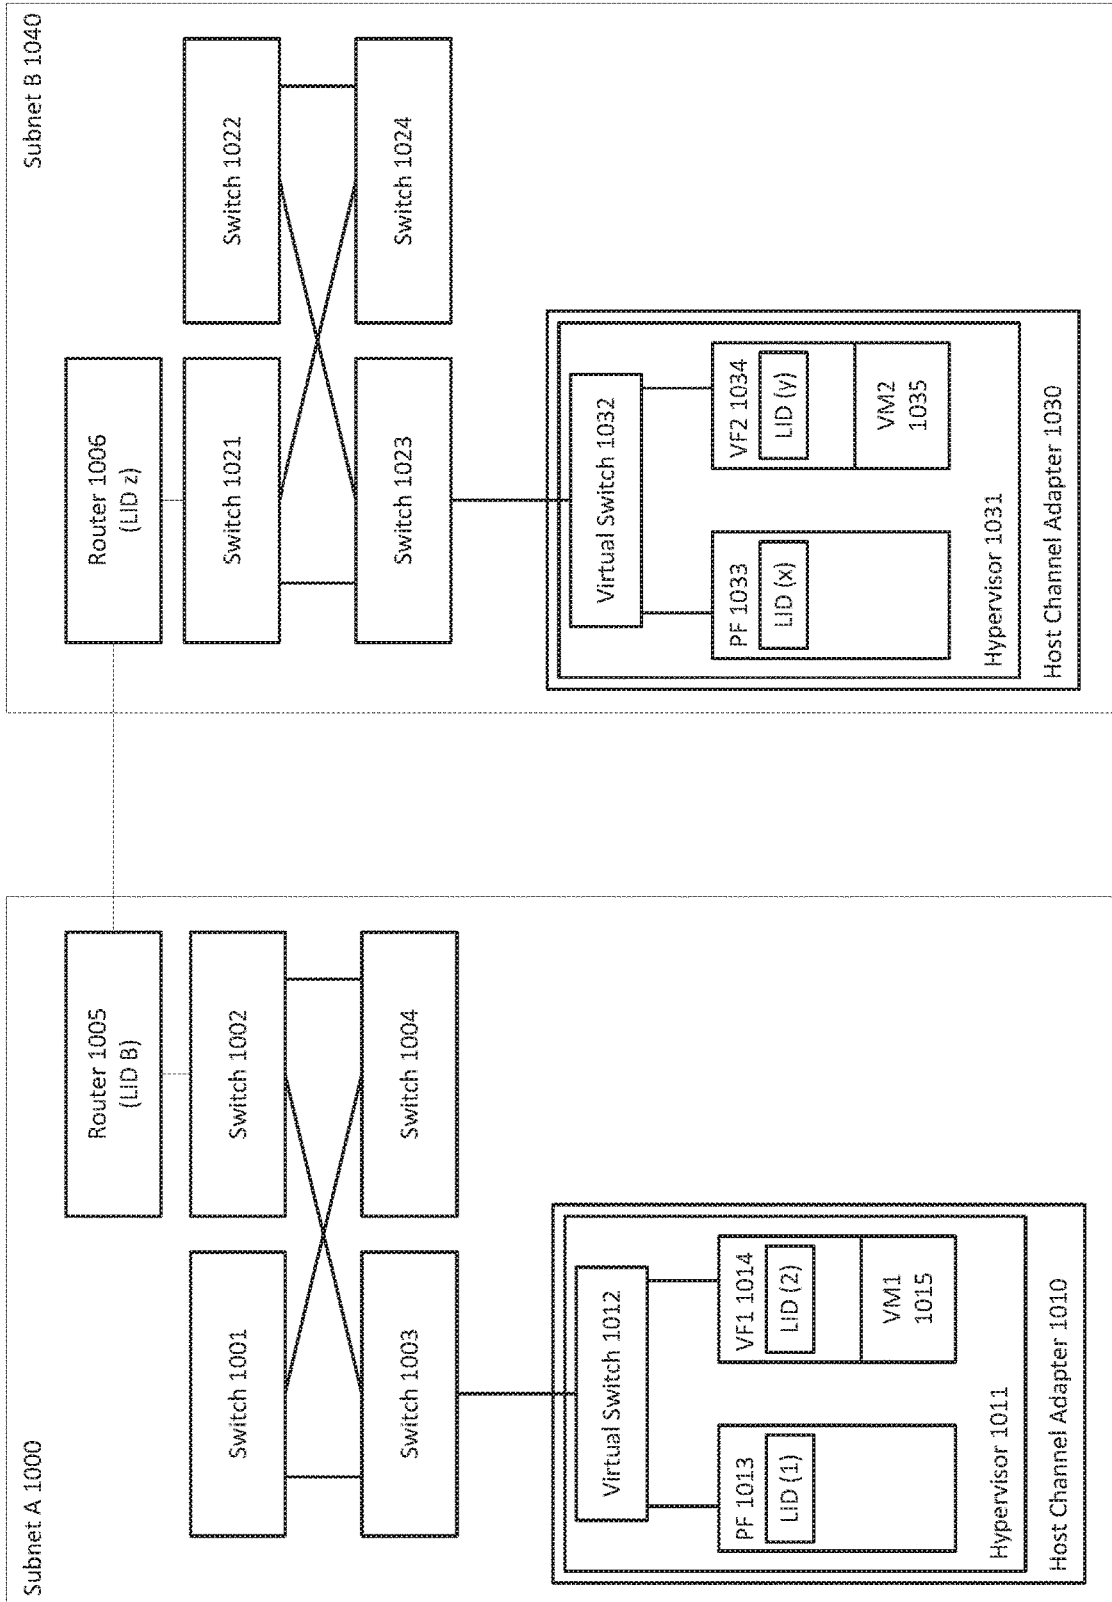 Subnet A 1000
Router 1005
(LID B)
Switch 1001
Switch 1002
Switch 1003
Switch 1004
Virtual Switch 1012
PF 1013
LID (1)
VF1 1014
LID (2)
VM1
1015
Hypervisor 1011
Host Channel Adapter 1010
Subnet B 1040
Router 1006
(LID z)
Switch 1021
Switch 1022
Switch 1023
Switch 1024
Virtual Switch 1032
PF 1033
LID (x)
VF2 1034
LID (y)
VM2
1035
Hypervisor 1031
Host Channel Adapter 1030